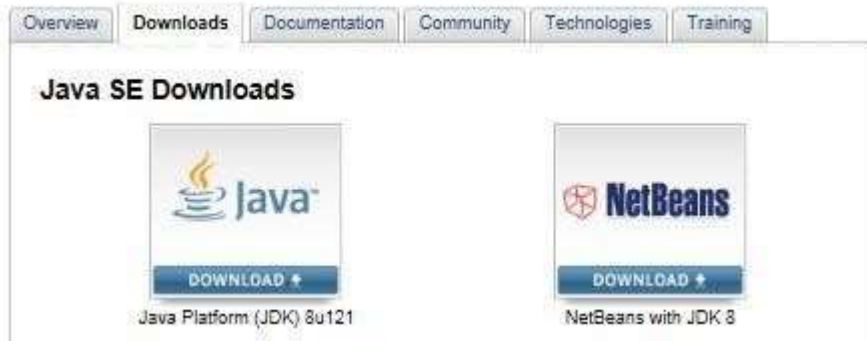 Overview Downloads Documentation Community Technologies Training
Java SE Downloads
Java™
NetBeans
DOWNLOAD
DOWNLOAD
Java Platform (JDK) 8u121
NetBeans with JDK 8